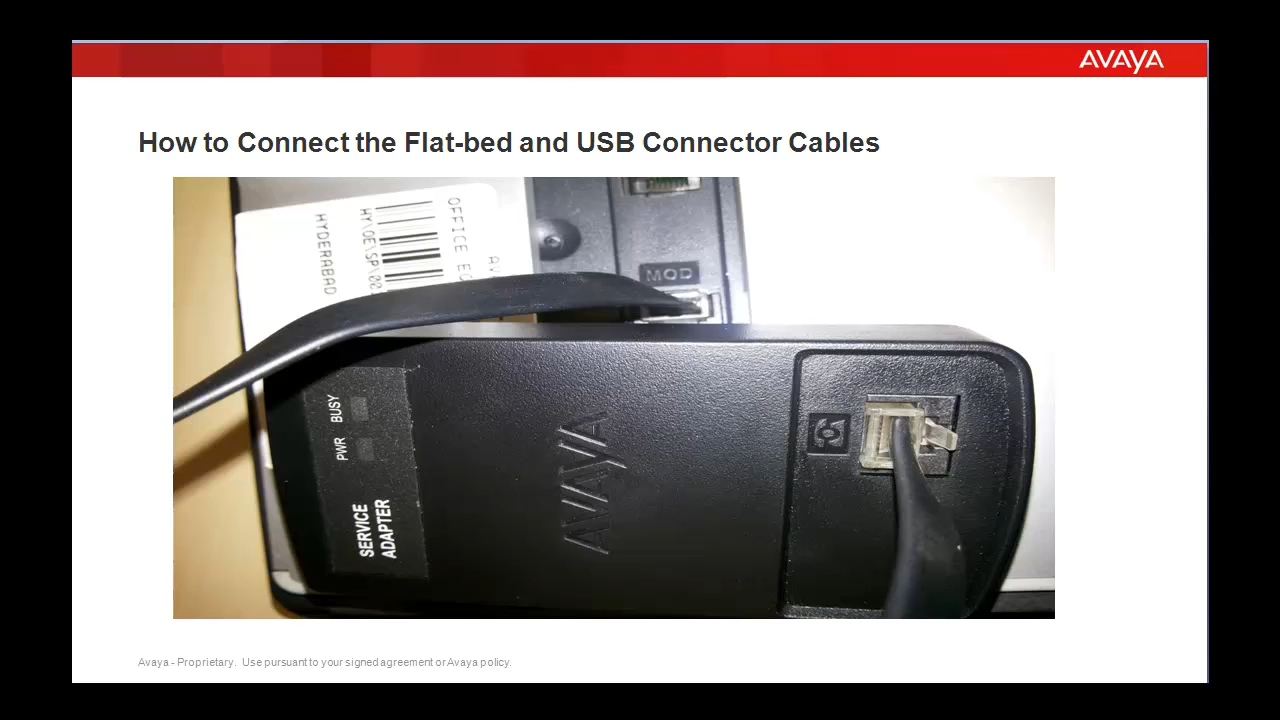 AVAYA
How to Connect the Flat-bed and USB Connector Cables
HYDERABAD
OFFICE
MOD
BUSY
PWR
AVAYA
SERVICE
ADAPTER
Avaya - Proprietary. Use pursuant to your signed agreement or Avaya policy.